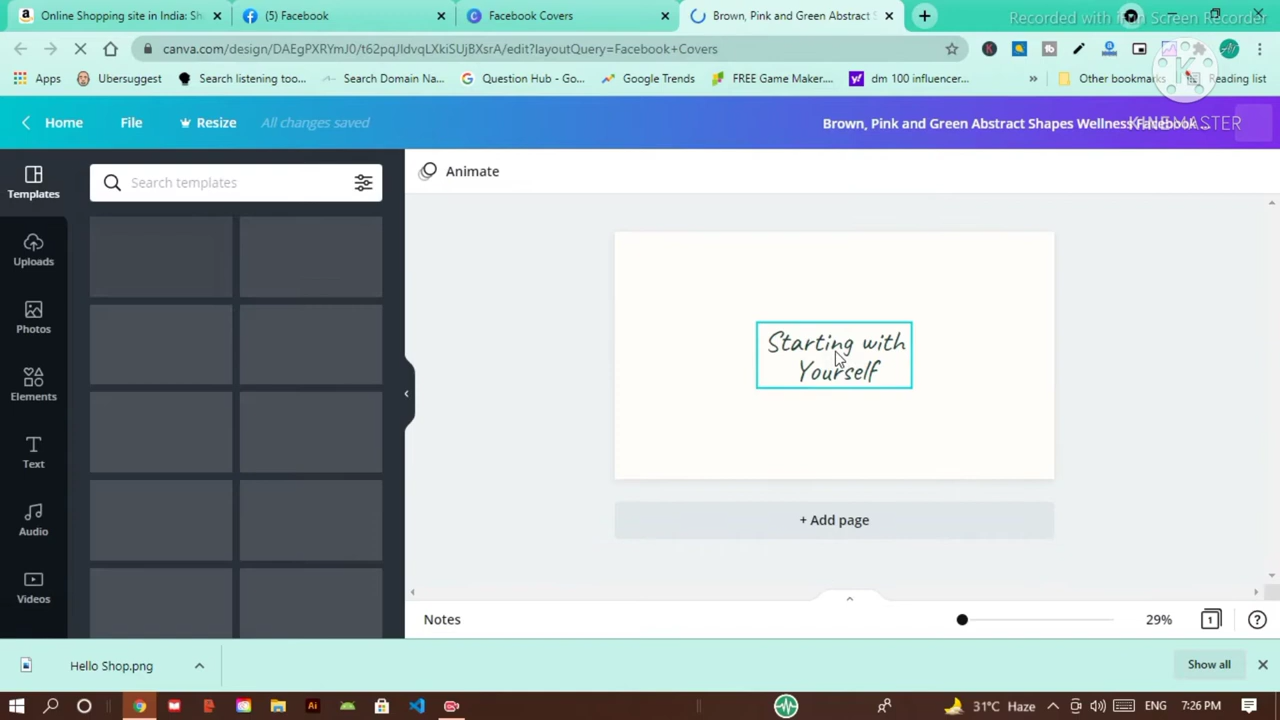 Online Shopping site in India: Sh
(5) Facebook
Facebook Covers
Brown, Pink and Green Abstract S
Recorded with iTop Screen Recorder
canva.com/design/DAEgPXRYmJ0/t62pqJIdvqLXkiSUjBXsrA/edit?layoutQuery=Facebook+Covers
Apps
Ubersuggest
Search listening too...
Search Domain Na...
Question Hub - Go...
Google Trends
FREE Game Maker....
dm 100 influencer...
»
Other bookmarks
Reading list
Home
File
Resize
All changes saved
Brown, Pink and Green Abstract Shapes Wellness Facebook...
KINEMASTER
Templates
Search templates
Animate
Uploads
Photos
Elements
Text
Audio
Videos
Starting with
Yourself
+ Add page
Notes
29%
1
?
Hello Shop.png
Show all
31°C Haze
ENG
7:26 PM